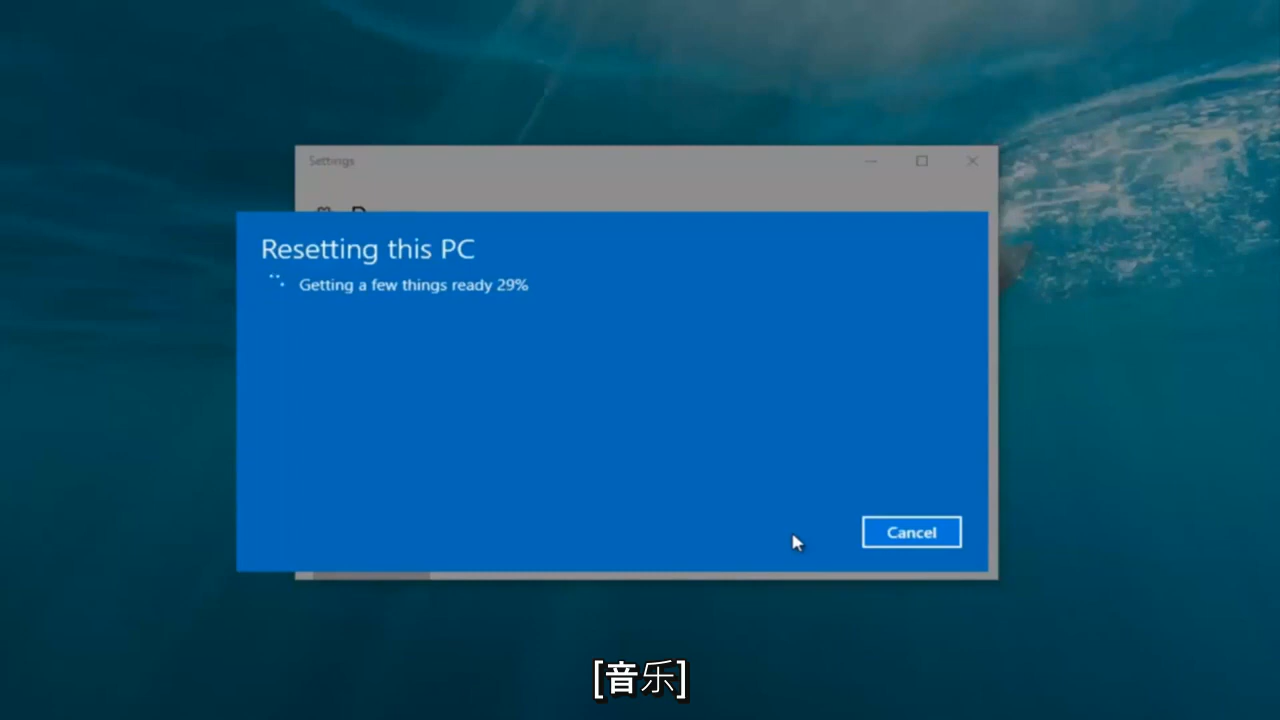 Settings
Resetting this PC
Getting a few things ready 29%
Cancel
[音乐]